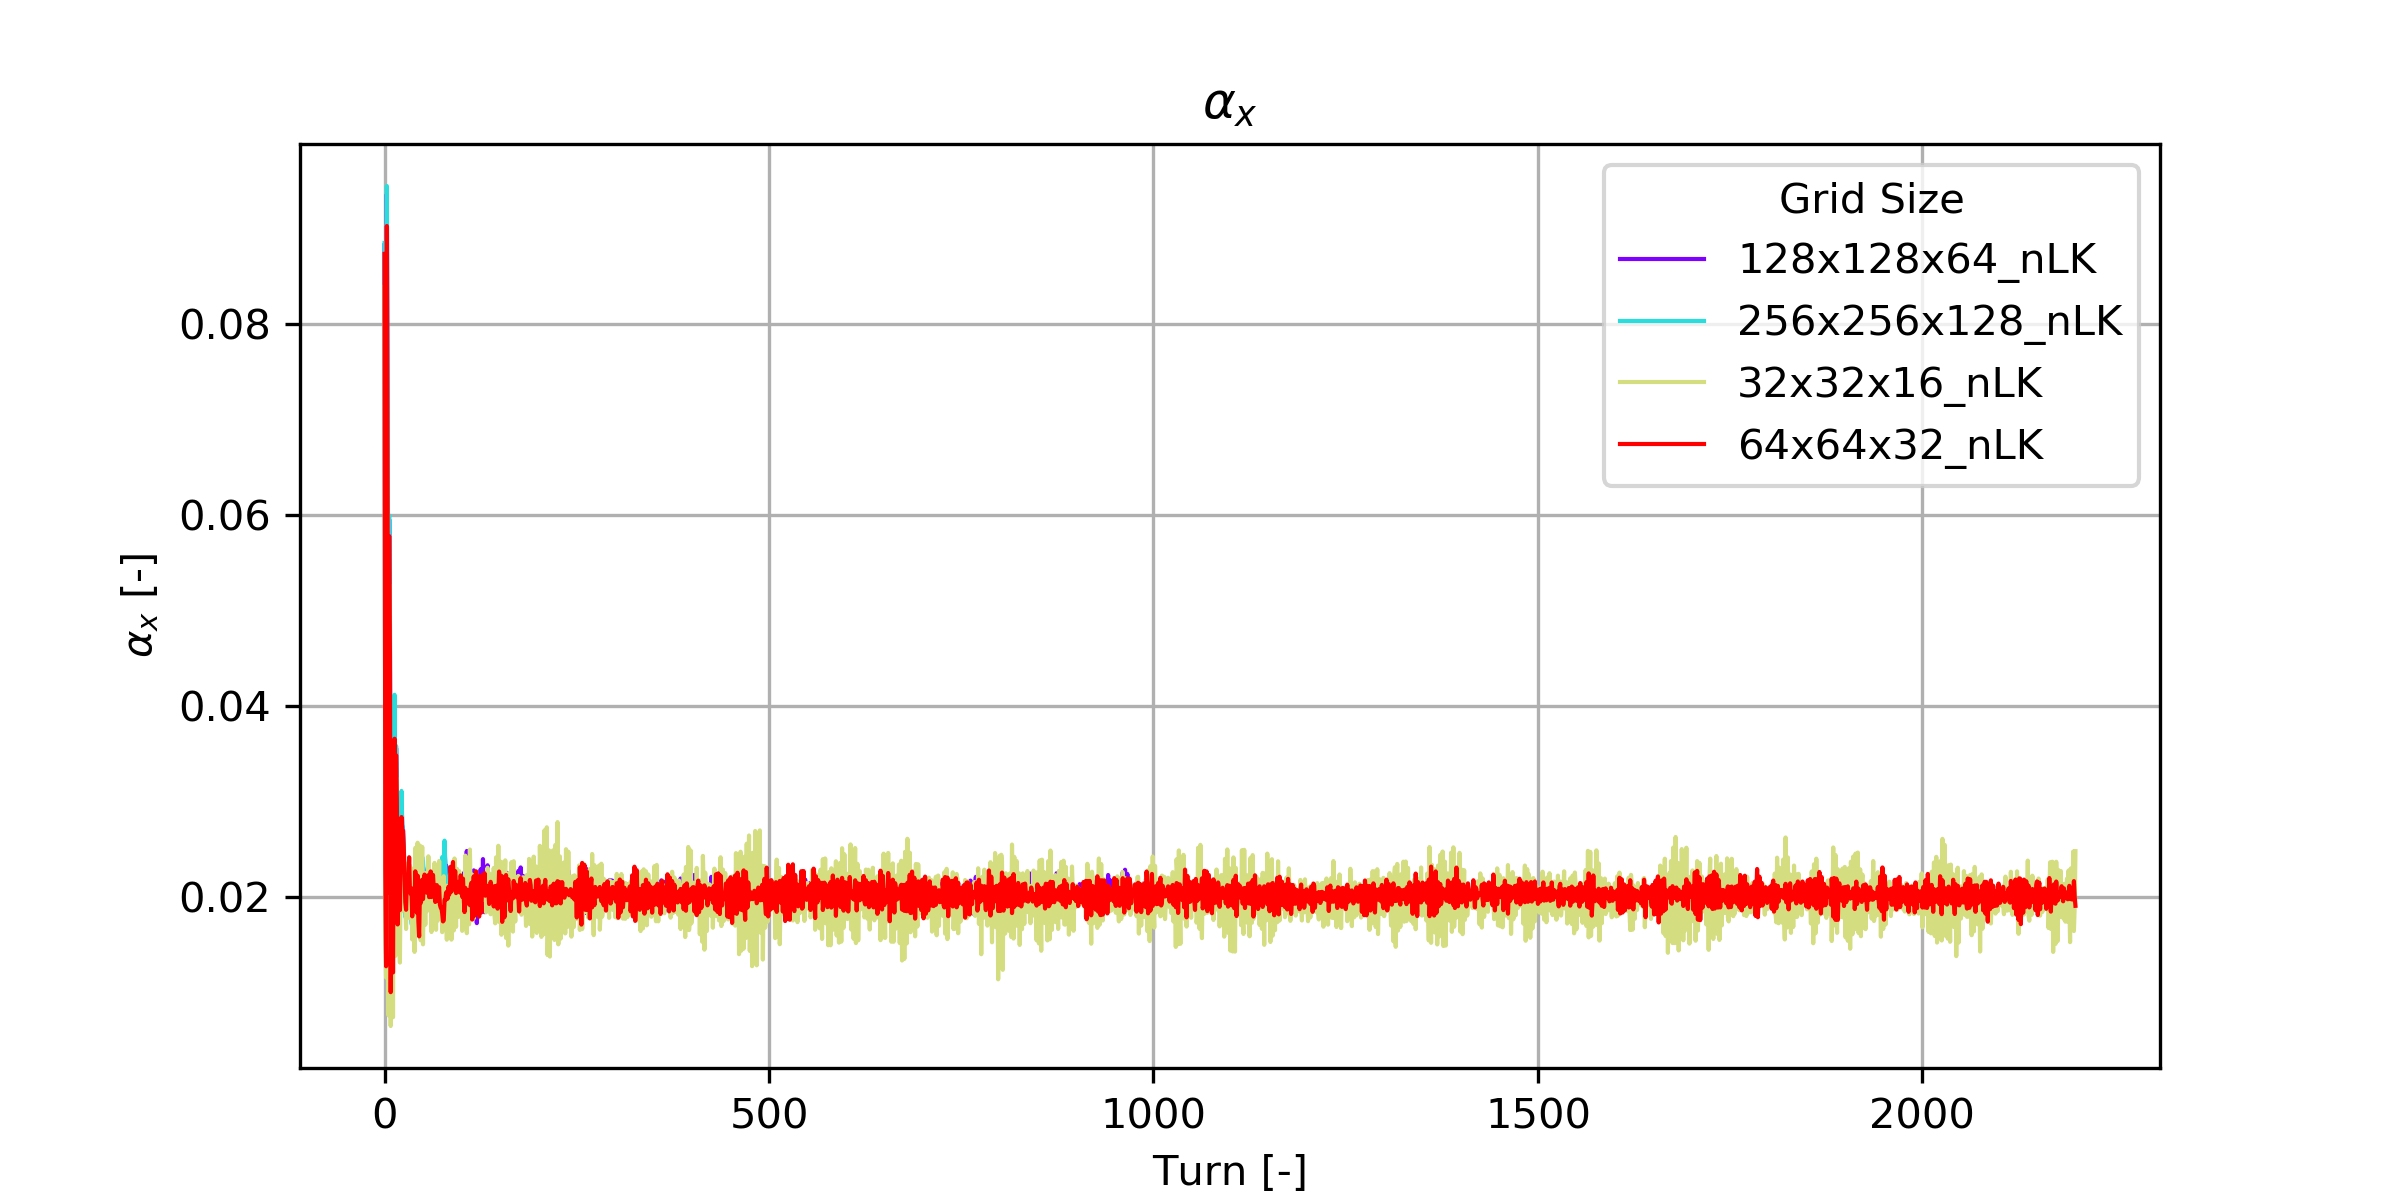 αx
Grid Size
128x128x64_nLK
256x256x128_nLK
32x32x16_nLK
64x64x32_nLK
αx [-]
0.08
0.06
0.04
0.02
0 500 1000 1500 2000
Turn [-]